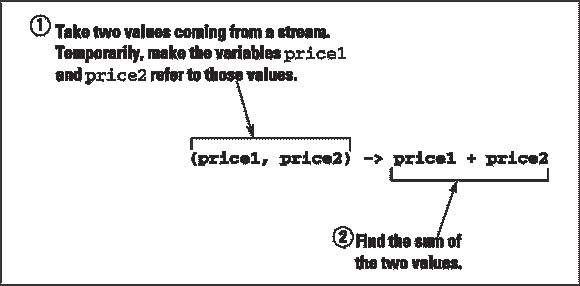 ① Take two values coming from a stream.
Temporarily, make the variables price1
and price2 refer to those values.
(price1, price2) -> price1 + price2
② Find the sum of
the two values.